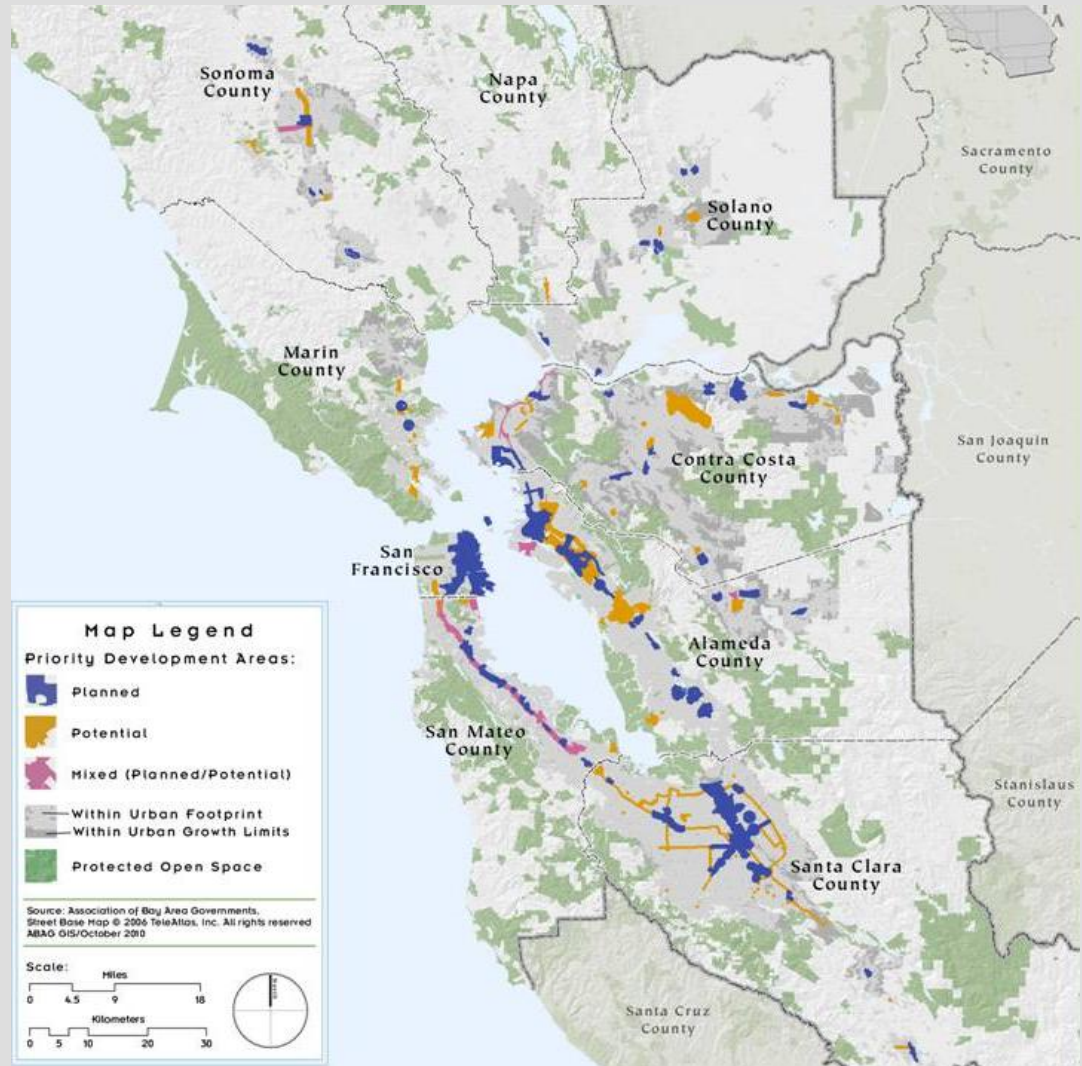 I
A
Sonoma
County
Napa
County
Sacramento
County
Solano
County
Marin
County
San Joaquin
County
Contra Costa
County
San
Francisco
Alameda
County
San Mateo
County
Stanislaus
County
Santa Clara
County
Santa Cruz
County
Map Legend
Priority Development Areas:
Planned
Potential
Mixed (Planned/Potential)
Within Urban Footprint
Within Urban Growth Limits
Protected Open Space
Source: Association of Bay Area Governments.
Street Base Map © 2006 TeleAtlas, Inc. All rights reserved
ABAG GIS/October 2010
Scale:
Miles
0 4.5 9 18
Kilometers
0 5 10 20 30